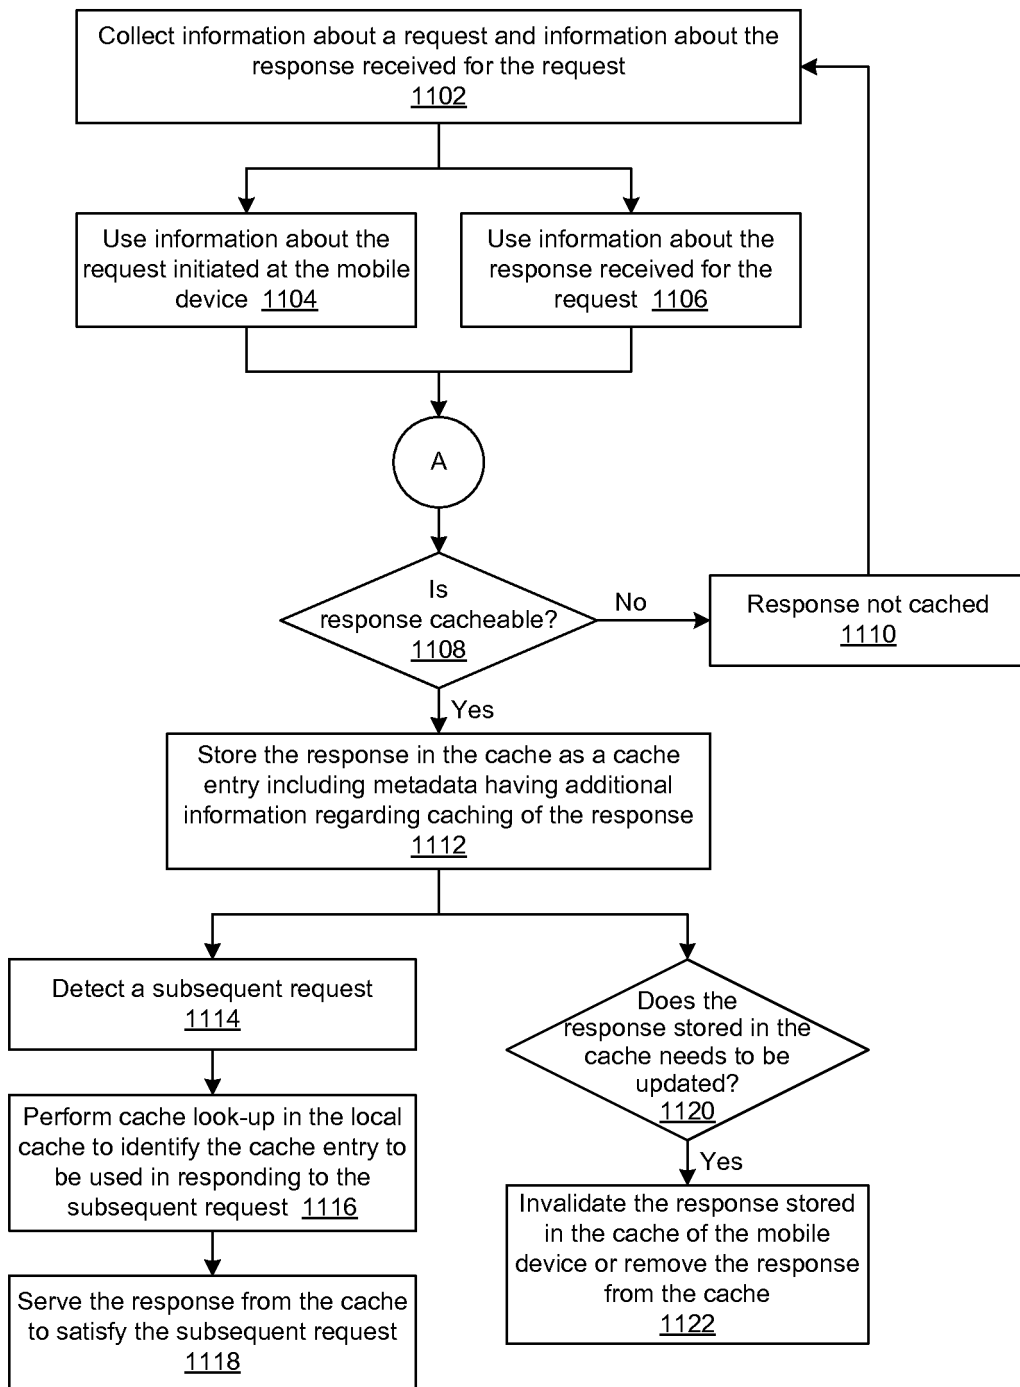 Collect information about a request and information about the
response received for the request
1102
Use information about the
request initiated at the mobile
device 1104
Use information about the
response received for the
request 1106
A
Is
response cacheable?
1108
No
Response not cached
1110
Yes
Store the response in the cache as a cache
entry including metadata having additional
information regarding caching of the response
1112
Detect a subsequent request
1114
Perform cache look-up in the local
cache to identify the cache entry to
be used in responding to the
subsequent request 1116
Serve the response from the cache
to satisfy the subsequent request
1118
Does the
response stored in the
cache needs to be
updated?
1120
Yes
Invalidate the response stored
in the cache of the mobile
device or remove the response
from the cache
1122